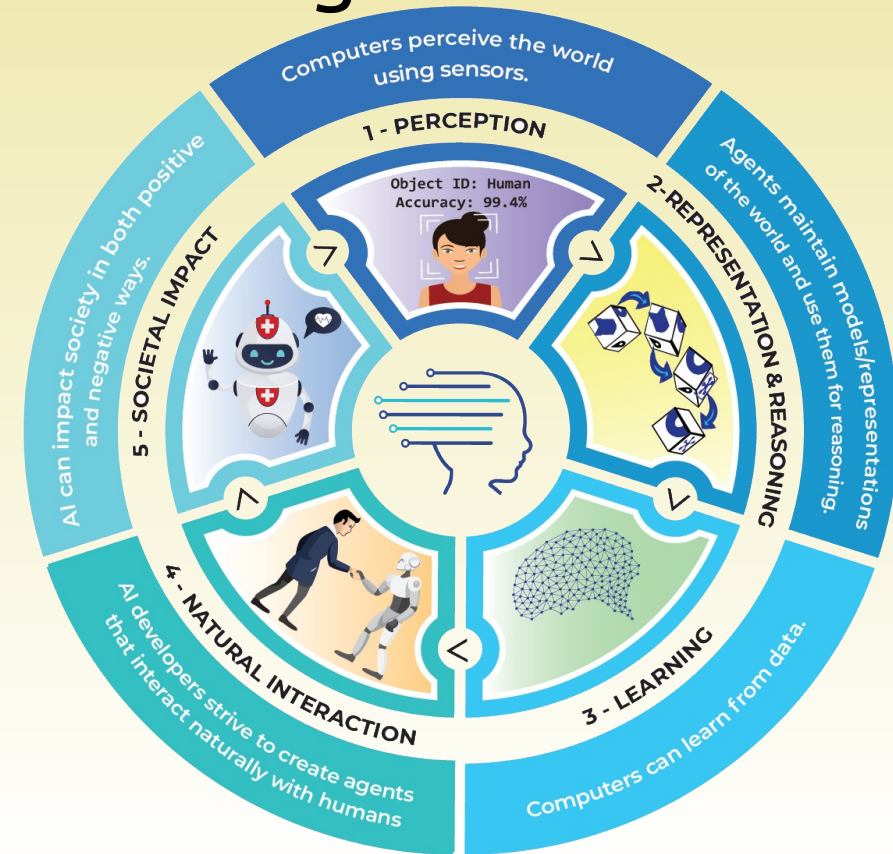 Computers perceive the world
using sensors.
1 - PERCEPTION
Object ID: Human
Accuracy: 99.4%
Agents maintain models/representations
of the world and use them for reasoning.
2-REPRESENTATION & REASONING
Computers can learn from data.
3 - LEARNING
AI developers strive to create agents
that interact naturally with humans
4 - NATURAL INTERACTION
AI can impact society in both positive
and negative ways.
5 - SOCIETAL IMPACT